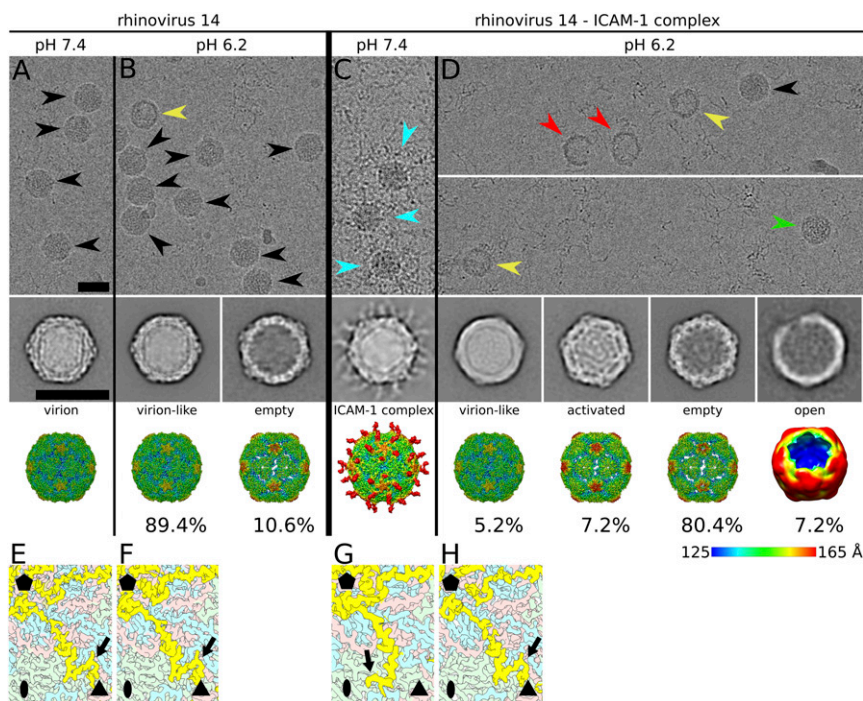 rhinovirus 14
rhinovirus 14 - ICAM-1 complex
pH 7.4
pH 6.2
pH 7.4
pH 6.2
A
B
C
D
virion
virion-like
empty
ICAM-1 complex
virion-like
activated
empty
open
89.4%
10.6%
5.2%
7.2%
80.4%
7.2%
125
165 Å
E
F
G
H